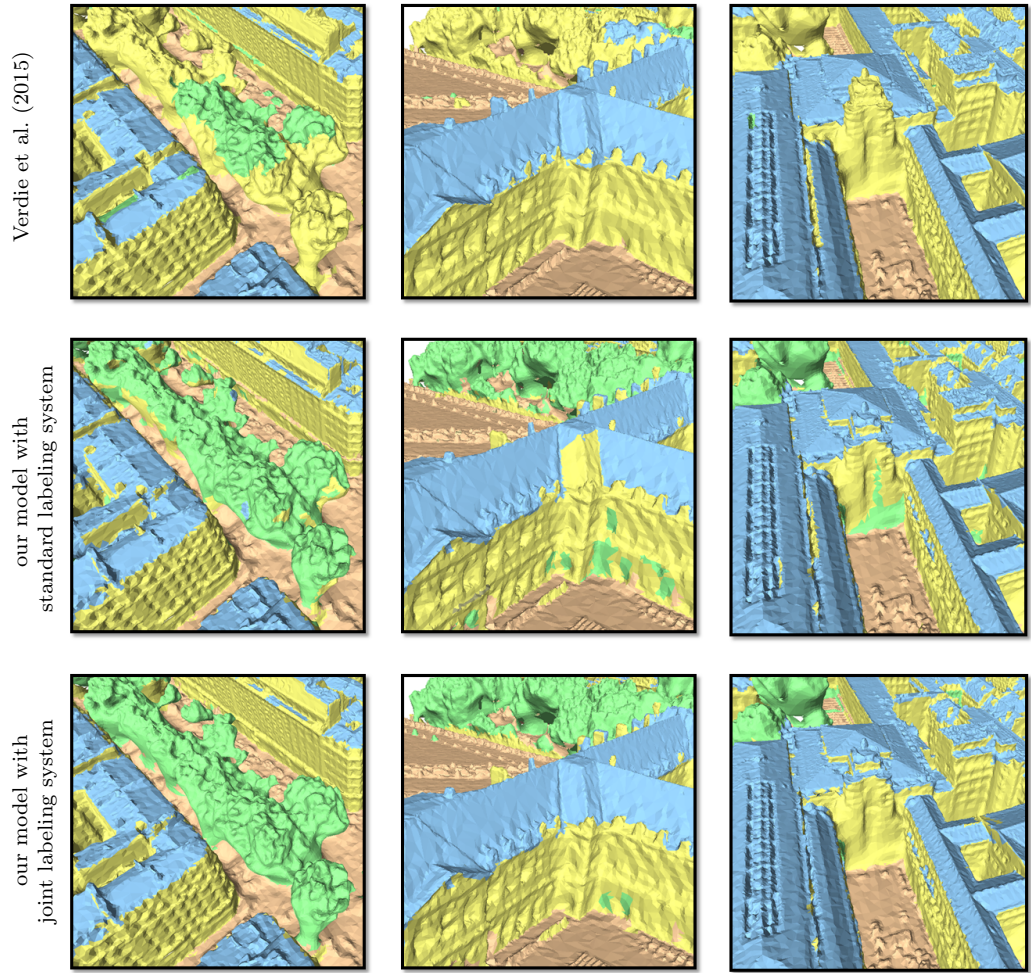 Verdie et al. (2015)
our model with
standard labeling system
our model with
joint labeling system